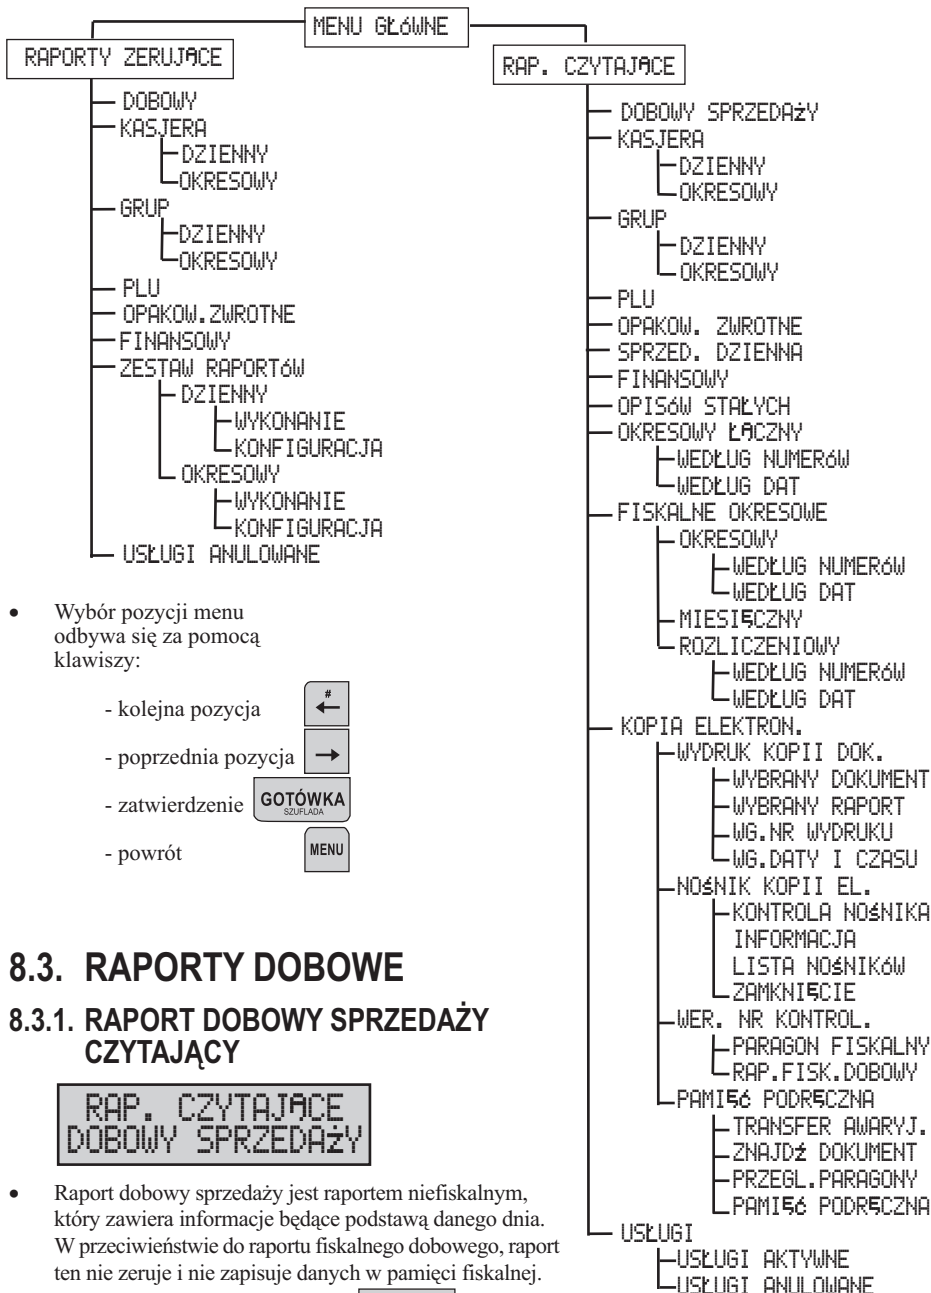 MENU GŁÓWNE
RAPORTY ZERUJĄCE
DOBOWY
KASJERA
DZIENNY
OKRESOWY
GRUP
DZIENNY
OKRESOWY
PLU
OPAKOW.ZWROTNE
FINANSOWY
ZESTAW RAPORTÓW
DZIENNY
WYKONANIE
KONFIGURACJA
OKRESOWY
WYKONANIE
KONFIGURACJA
USŁUGI ANULOWANE
• Wybór pozycji menu
odbywa się za pomocą
klawiszy:
- kolejna pozycja # ←
- poprzednia pozycja →
- zatwierdzenie GOTÓWKA
SZUFLADA
- powrót MENU
8.3. RAPORTY DOBOWE
8.3.1. RAPORT DOBOWY SPRZEDAŻY
CZYTAJĄCY
RAP. CZYTAJĄCE
DOBOWY SPRZEDAŻY
• Raport dobowy sprzedaży jest raportem niefiskalnym,
który zawiera informacje będące podstawą danego dnia.
W przeciwieństwie do raportu fiskalnego dobowego, raport
ten nie zeruje i nie zapisuje danych w pamięci fiskalnej.
RAP. CZYTAJĄCE
DOBOWY SPRZEDAŻY
KASJERA
DZIENNY
OKRESOWY
GRUP
DZIENNY
OKRESOWY
PLU
OPAKOW. ZWROTNE
SPRZED. DZIENNA
FINANSOWY
OPISÓW STAŁYCH
OKRESOWY ŁĄCZNY
WEDŁUG NUMERÓW
WEDŁUG DAT
FISKALNE OKRESOWE
OKRESOWY
WEDŁUG NUMERÓW
WEDŁUG DAT
MIESIĘCZNY
ROZLICZENIOWY
WEDŁUG NUMERÓW
WEDŁUG DAT
KOPIA ELEKTRON.
WYDRUK KOPII DOK.
WYBRANY DOKUMENT
WYBRANY RAPORT
WG.NR WYDRUKU
WG.DATY I CZASU
NOŚNIK KOPII EL.
KONTROLA NOŚNIKA
INFORMACJA
LISTA NOŚNIKÓW
ZAMKNIĘCIE
WER. NR KONTROL.
PARAGON FISKALNY
RAP.FISK.DOBOWY
PAMIĘĆ PODRĘCZNA
TRANSFER AWARYJ.
ZNAJDŹ DOKUMENT
PRZEGL.PARAGONY
PAMIĘĆ PODRĘCZNA
USŁUGI
USŁUGI AKTYWNE
USŁUGI ANULOWANE